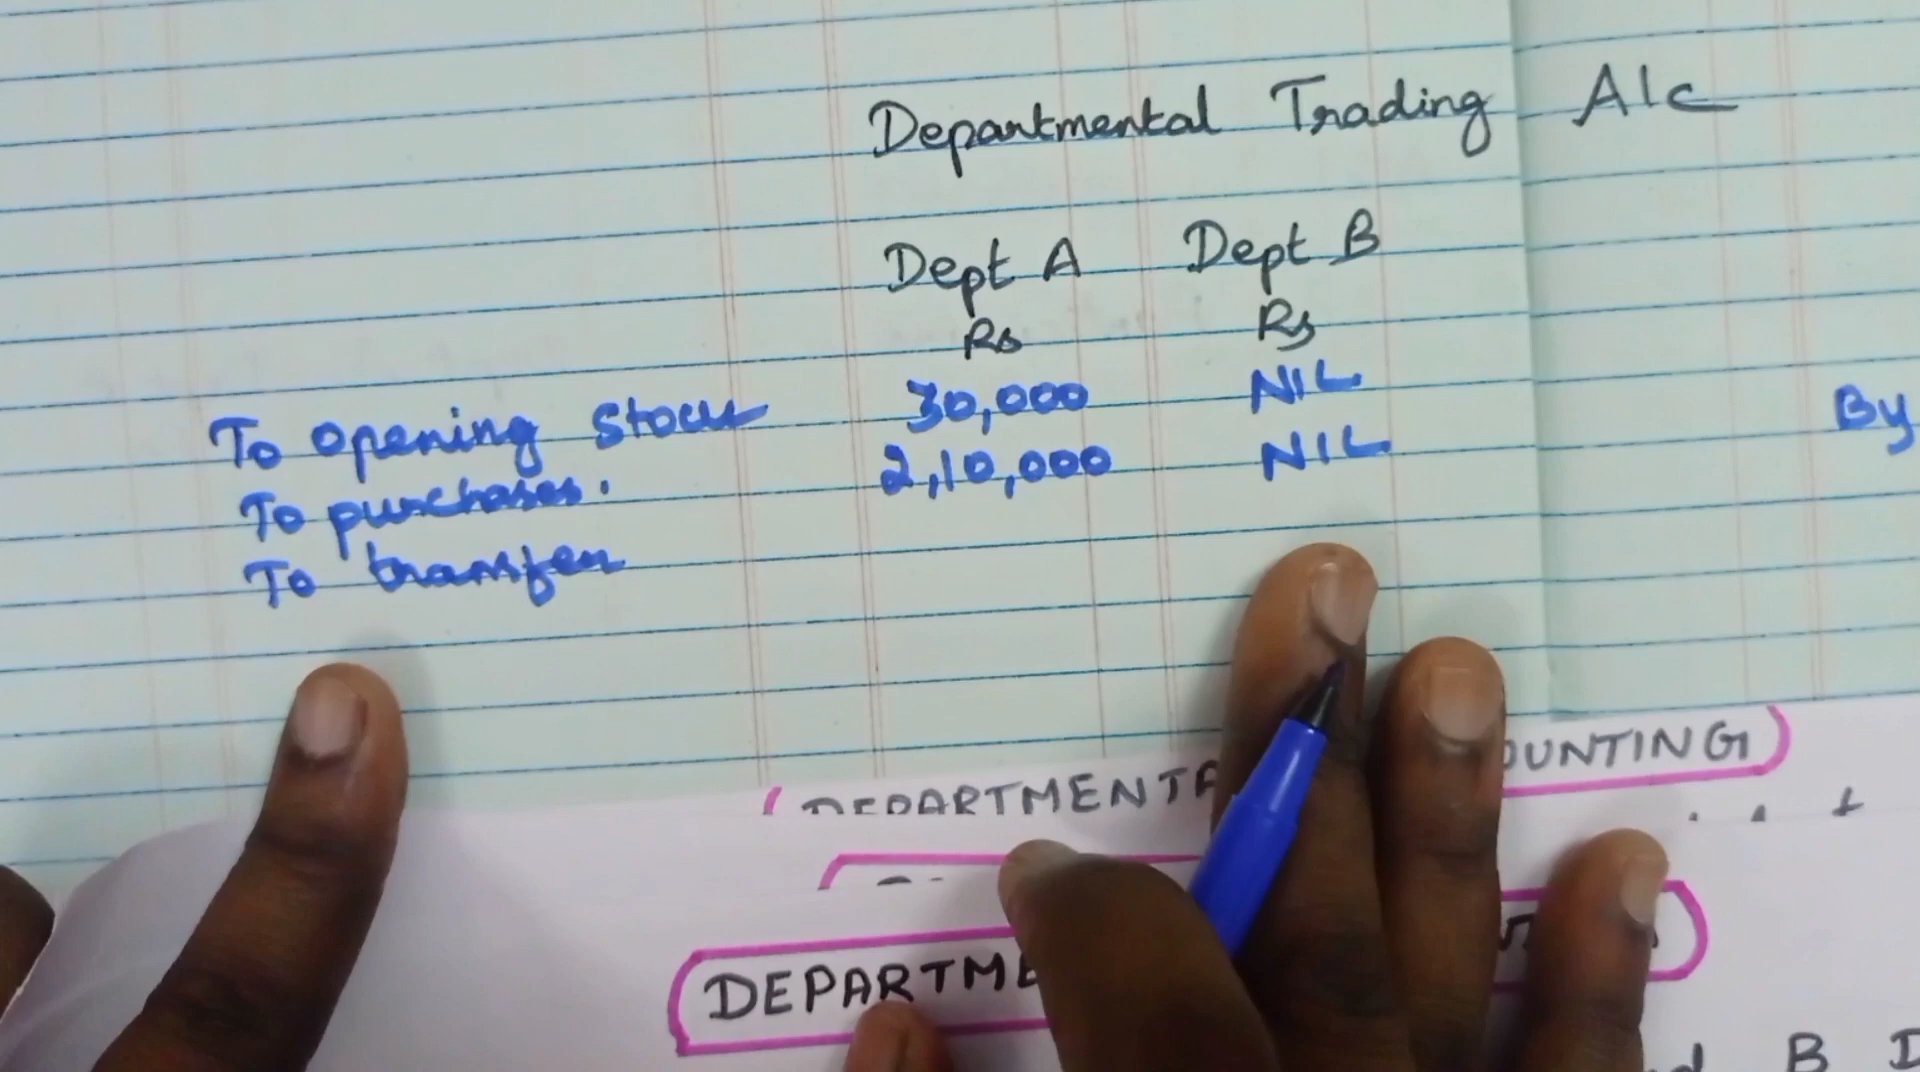 Departmental Trading A/c
Dept A Dept B
Rs Rs
To opening Stock 30,000 NIL By
To purchases. 2,10,000 NIL
To transfer
DEPARTMENTA OUNTING
DEPARTME
B D